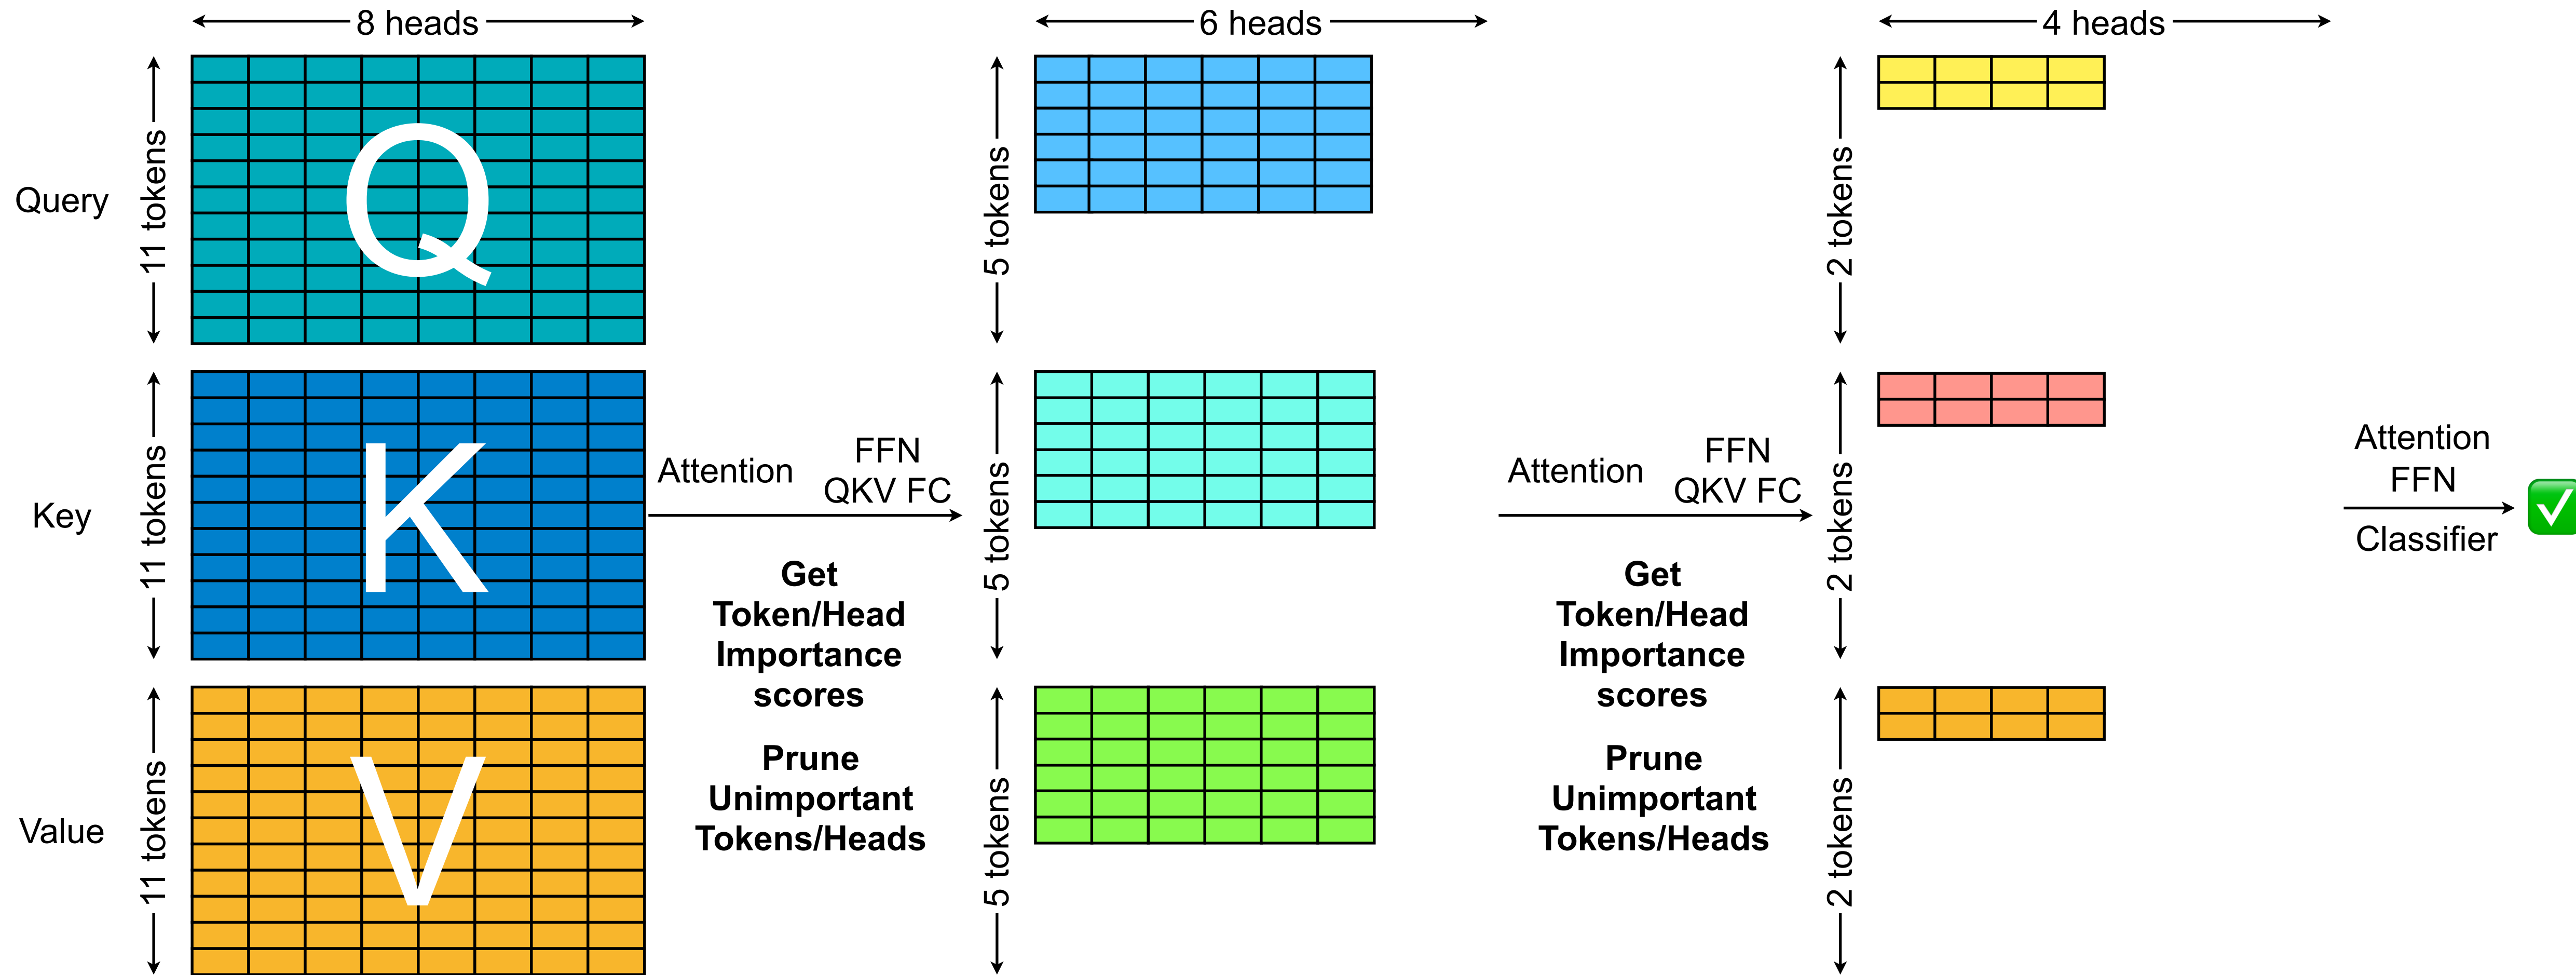 8 heads
6 heads
4 heads
Query
11 tokens
Q
5 tokens
2 tokens
Key
11 tokens
K
Attention
FFN
QKV FC
Get
Token/Head
Importance
scores
Prune
Unimportant
Tokens/Heads
5 tokens
Attention
FFN
QKV FC
Get
Token/Head
Importance
scores
Prune
Unimportant
Tokens/Heads
2 tokens
Attention
FFN
Classifier
Value
11 tokens
V
5 tokens
2 tokens